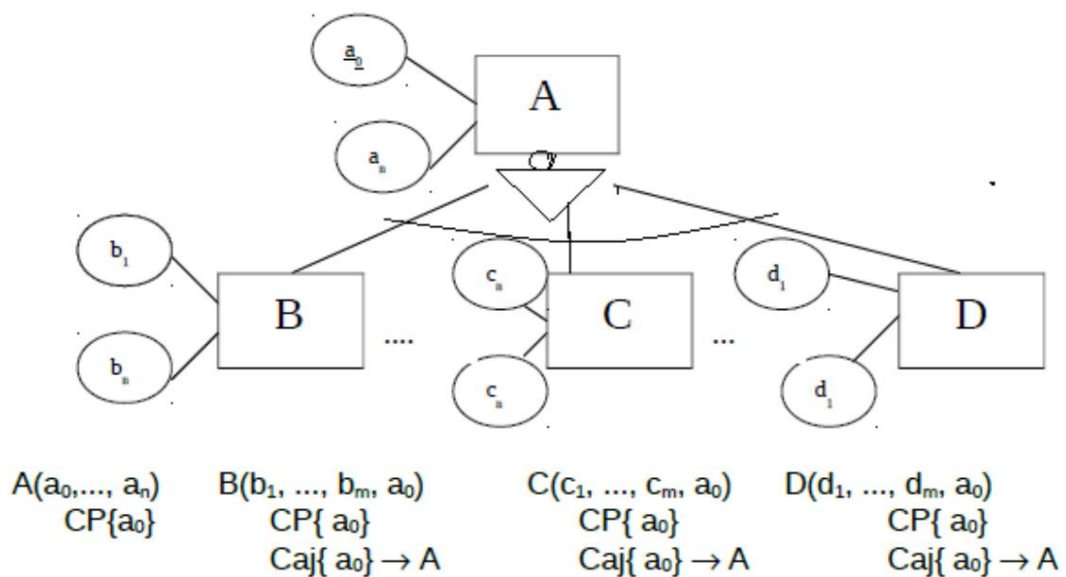 a₀
A
aₙ
b₁
B
bₙ
....
cₙ
C
cₙ
...
d₁
D
d₁
A(a₀,..., aₙ) B(b₁, ..., bₘ, a₀) C(c₁, ..., cₘ, a₀) D(d₁, ..., dₘ, a₀)
CP{a₀} CP{ a₀} CP{ a₀} CP{ a₀}
Caj{ a₀} → A Caj{ a₀} → A Caj{ a₀} → A